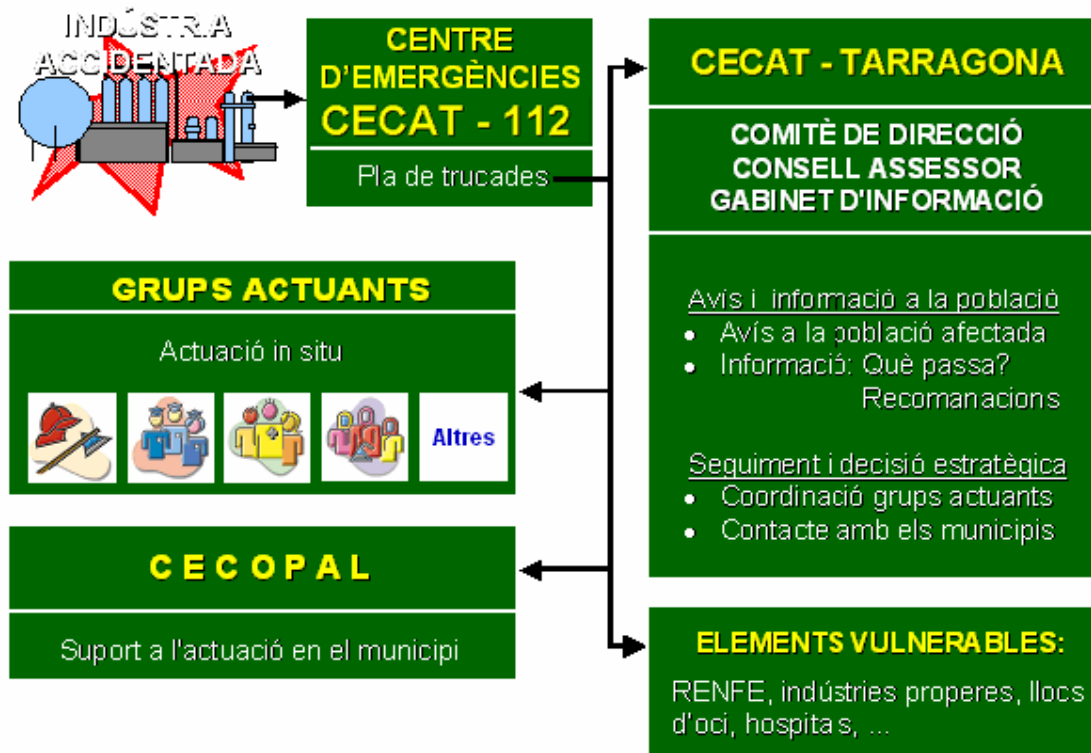 INDÚSTRIA
ACCIDENTADA
CENTRE
D'EMERGÈNCIES
CECAT - 112
Pla de trucades
CECAT - TARRAGONA
COMITÈ DE DIRECCIÓ
CONSELL ASSESSOR
GABINET D'INFORMACIÓ
Avís i informació a la població
• Avís a la població afectada
• Informació: Què passa?
Recomanacions
Seguiment i decisió estratègica
• Coordinació grups actuants
• Contacte amb els municipis
GRUPS ACTUANTS
Actuació in situ
Altres
CECOPAL
Suport a l'actuació en el municipi
ELEMENTS VULNERABLES:
RENFE, indústries properes, llocs
d'oci, hospitas, ...